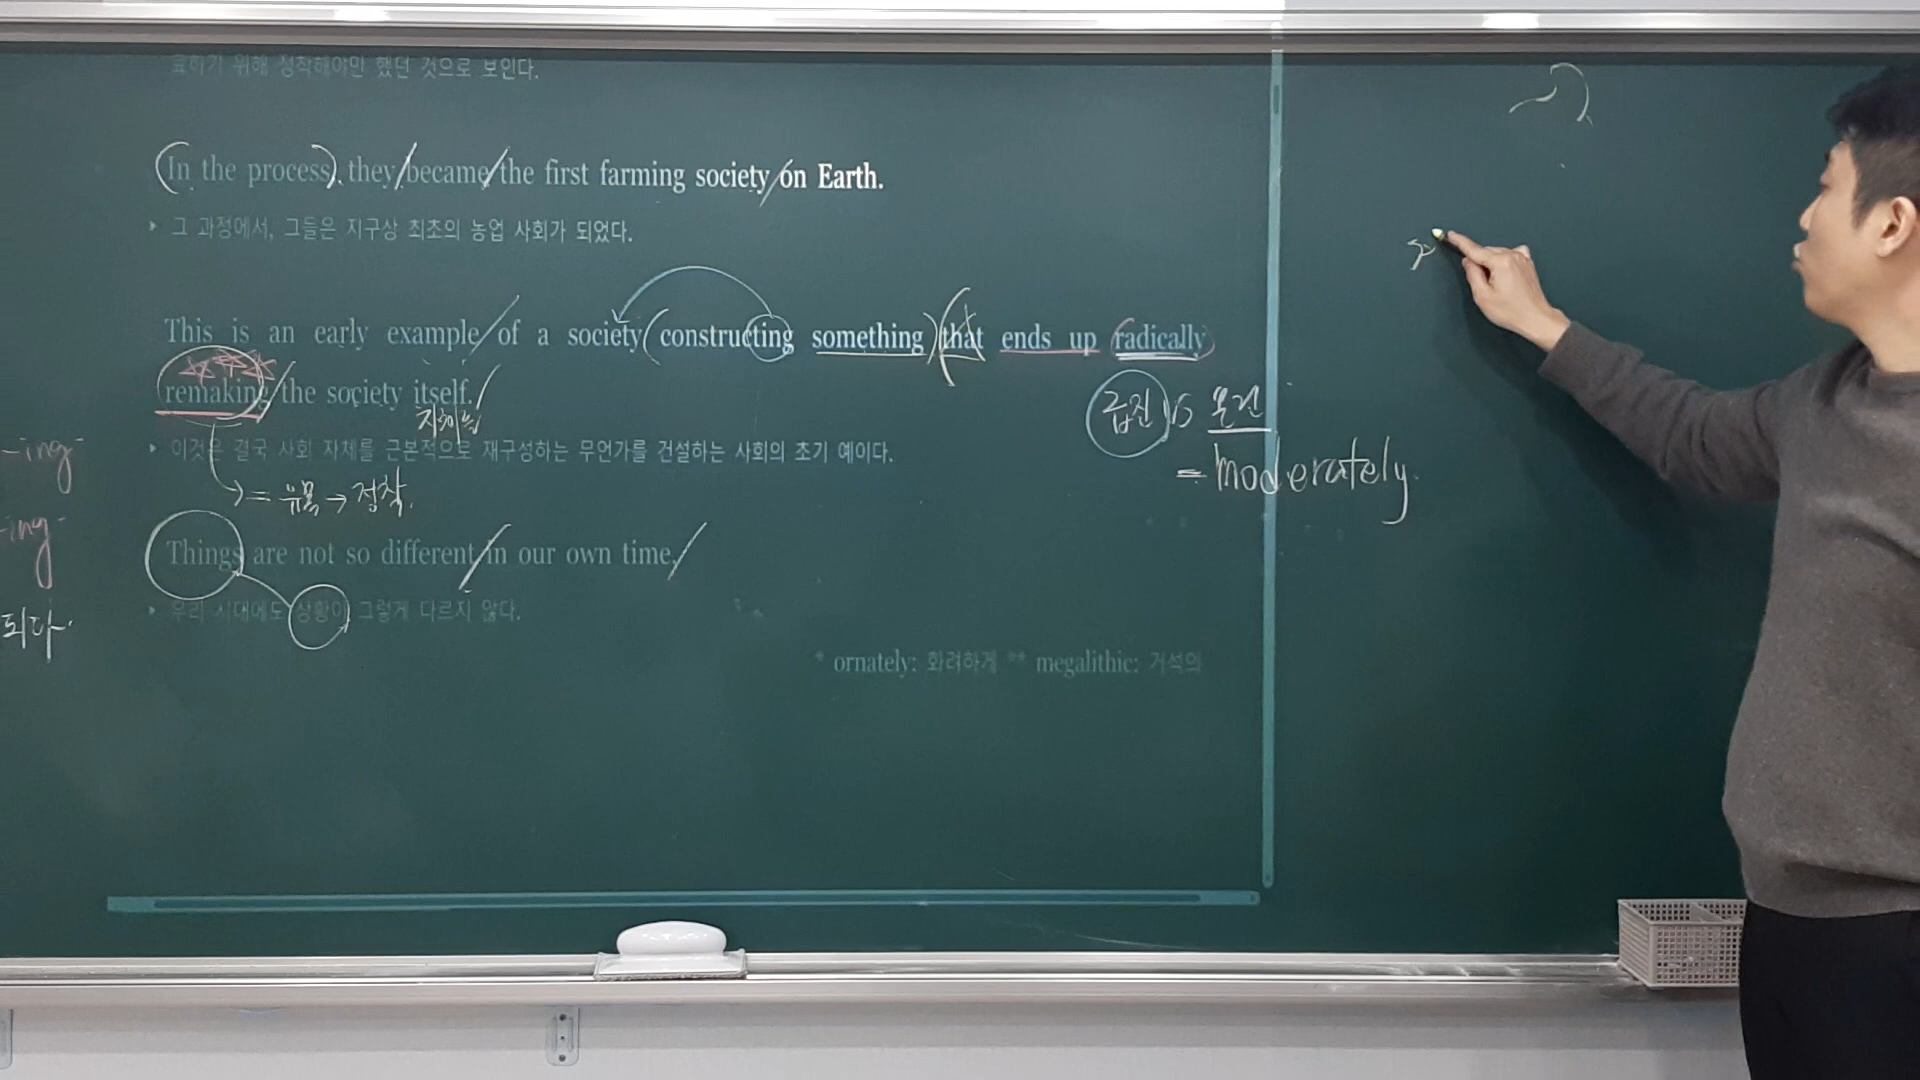 효하기 위해 정착해야만 했던 것으로 보인다.
In the process, they became the first farming society on Earth.
▸ 그 과정에서, 그들은 지구상 최초의 농업 사회가 되었다.
This is an early example of a society constructing something that ends up radically
remaking the society itself.
급진 vs 온건
-ing
▸ 이것은 결국 사회 자체를 근본적으로 재구성하는 무언가를 건설하는 사회의 초기 예이다.
= moderately.
= 유목 → 정착.
-ing
Things are not so different in our own time.
되다.
▸ 우리 시대에도 상황이 그렇게 다르지 않다.
* ornately: 화려하게 ** megalithic: 거석의